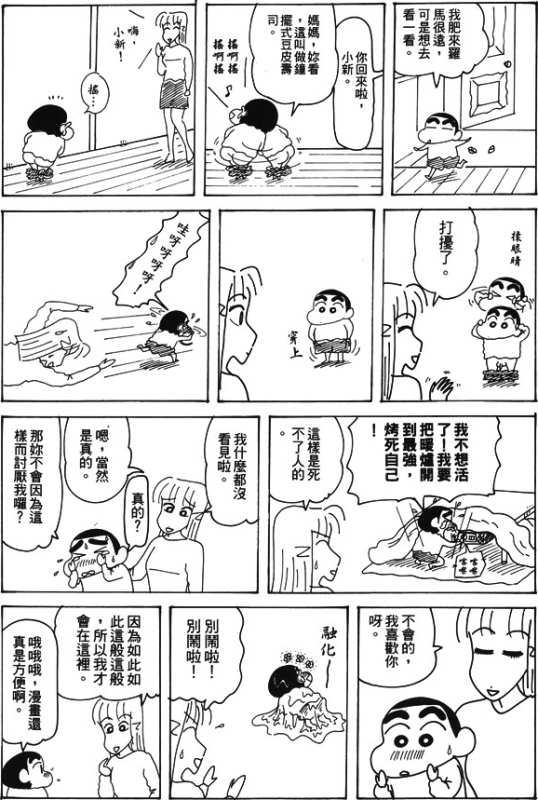 我肥來羅
馬很遠，
可是想去
看一看。
你回來啦，
小新。
媽媽，妳看
，這叫做鐘
擺式豆皮壽
司。
搖啊搖
搖啊搖
嗨，
小新！
搖…
揉眼睛
打擾了。
穿上
哇呀呀呀呀！
我不想活
了！我要
把暖爐開
到最強，
烤死自己
！
這樣是死
不了人的
我什麼都沒
看見啦。
真的？
嗯，當然
是真的。
那妳不會因為這
樣而討厭我囉？
不會的，
我喜歡你
呀。
融化～
別鬧啦！
別鬧啦！
因為如此如
此這般這般
，所以我才
會在這裡。
哦哦哦，漫畫還
真是方便啊。